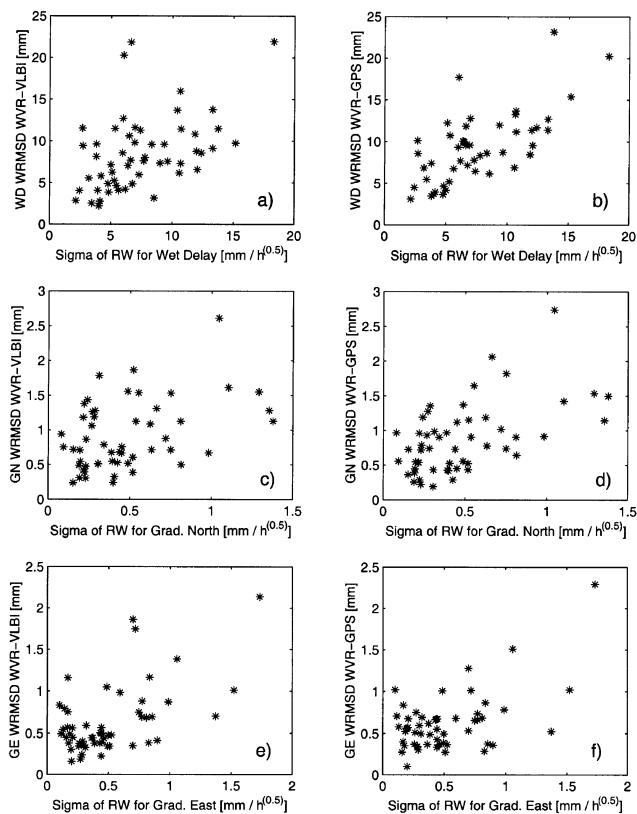 25
20
15
10
5
0
0 5 10 15 20
WD WRMSD WVR-VLBI [mm]
Sigma of RW for Wet Delay [mm / h^(0.5)]
a)
25
20
15
10
5
0
0 5 10 15 20
WD WRMSD WVR-GPS [mm]
Sigma of RW for Wet Delay [mm / h^(0.5)]
b)
3
2.5
2
1.5
1
0.5
0
0 0.5 1 1.5
GN WRMSD WVR-VLBI [mm]
Sigma of RW for Grad. North [mm / h^(0.5)]
c)
3
2.5
2
1.5
1
0.5
0
0 0.5 1 1.5
GN WRMSD WVR-GPS [mm]
Sigma of RW for Grad. North [mm / h^(0.5)]
d)
2.5
2
1.5
1
0.5
0
0 0.5 1 1.5 2
GE WRMSD WVR-VLBI [mm]
Sigma of RW for Grad. East [mm / h^(0.5)]
e)
2.5
2
1.5
1
0.5
0
0 0.5 1 1.5 2
GE WRMSD WVR-GPS [mm]
Sigma of RW for Grad. East [mm / h^(0.5)]
f)